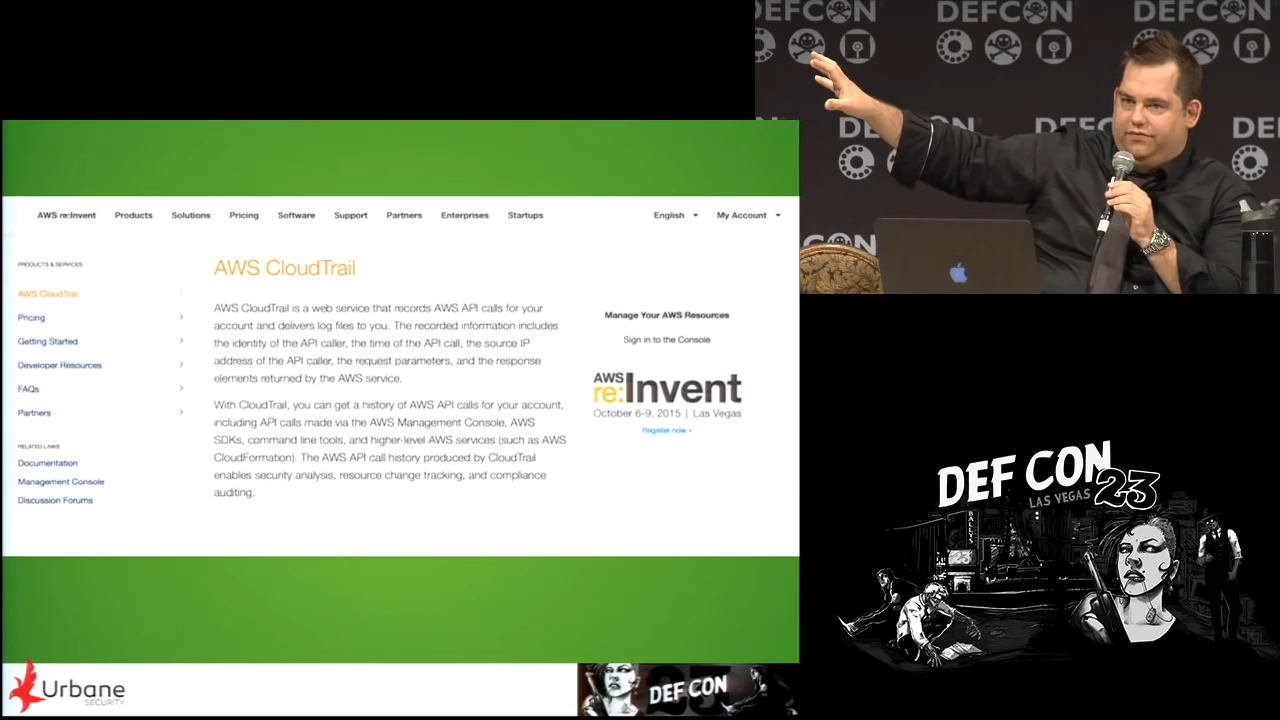 DEFCON
DEFCON
DEFCON
DEFCON
AWS re:Invent Products Solutions Pricing Software Support Partners Enterprises Startups English My Account
PRODUCTS & SERVICES
AWS CloudTrail
Pricing
Getting Started
Developer Resources
FAQs
Partners
RELATED LINKS
Documentation
Management Console
Discussion Forums
AWS CloudTrail
AWS CloudTrail is a web service that records AWS API calls for your
account and delivers log files to you. The recorded information includes
the identity of the API caller, the time of the API call, the source IP
address of the API caller, the request parameters, and the response
elements returned by the AWS service.
With CloudTrail, you can get a history of AWS API calls for your account,
including API calls made via the AWS Management Console, AWS
SDKs, command line tools, and higher-level AWS services (such as AWS
CloudFormation). The AWS API call history produced by CloudTrail
enables security analysis, resource change tracking, and compliance
auditing.
Manage Your AWS Resources
Sign in to the Console
AWS
re:Invent
October 6-9, 2015 | Las Vegas
Register now
DEF CON
23
LAS VEGAS
BALLYS
23
Urbane
SECURITY
DEF CON
23